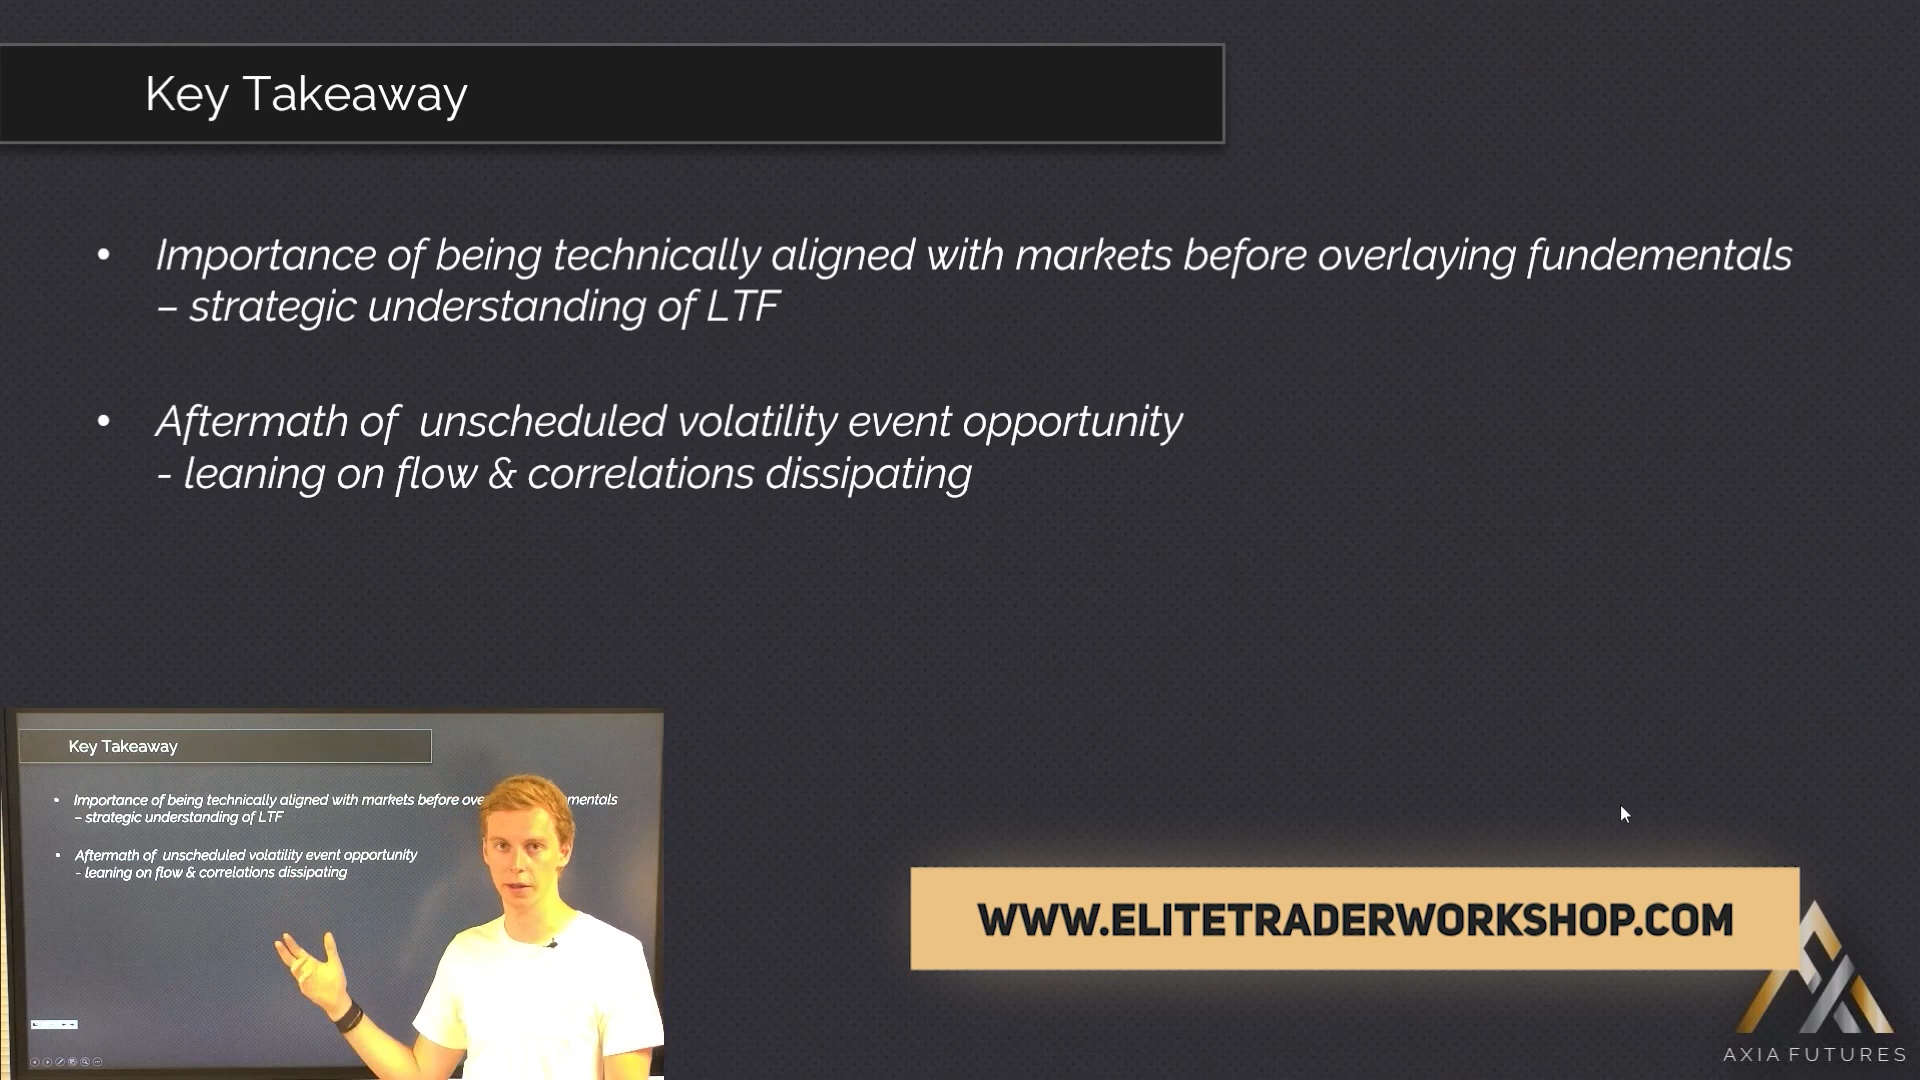 Key Takeaway
• Importance of being technically aligned with markets before overlaying fundementals
– strategic understanding of LTF
• Aftermath of  unscheduled volatility event opportunity
- leaning on flow & correlations dissipating
Key Takeaway
• Importance of being technically aligned with markets before ove mentals
– strategic understanding of LTF
• Aftermath of  unscheduled volatility event opportunity
- leaning on flow & correlations dissipating
WWW.ELITETRADERWORKSHOP.COM
AXIA FUTURES